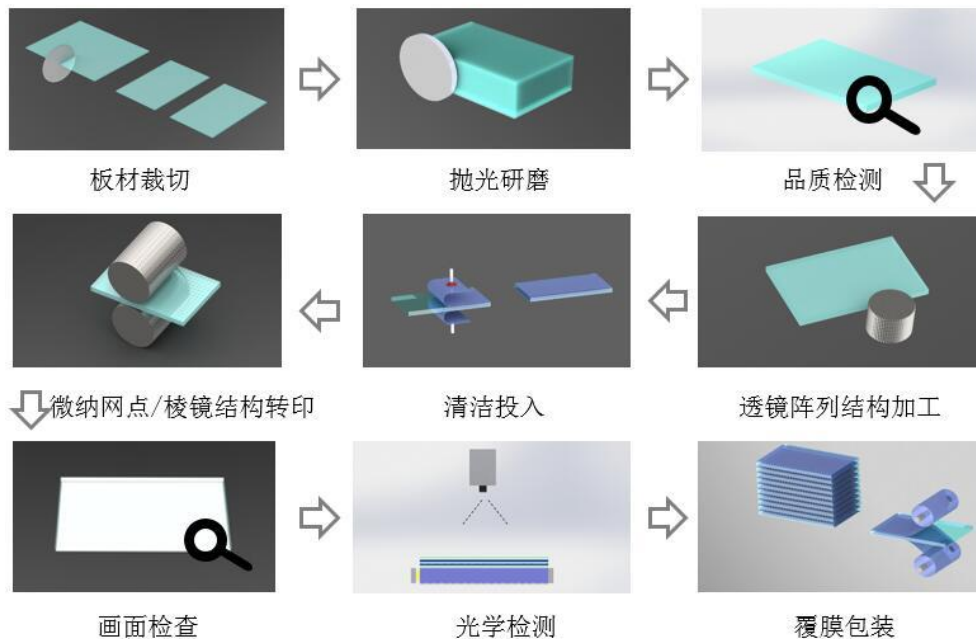 板材裁切
抛光研磨
品质检测
透镜阵列结构加工
清洁投入
微纳网点/棱镜结构转印
画面检查
光学检测
覆膜包装